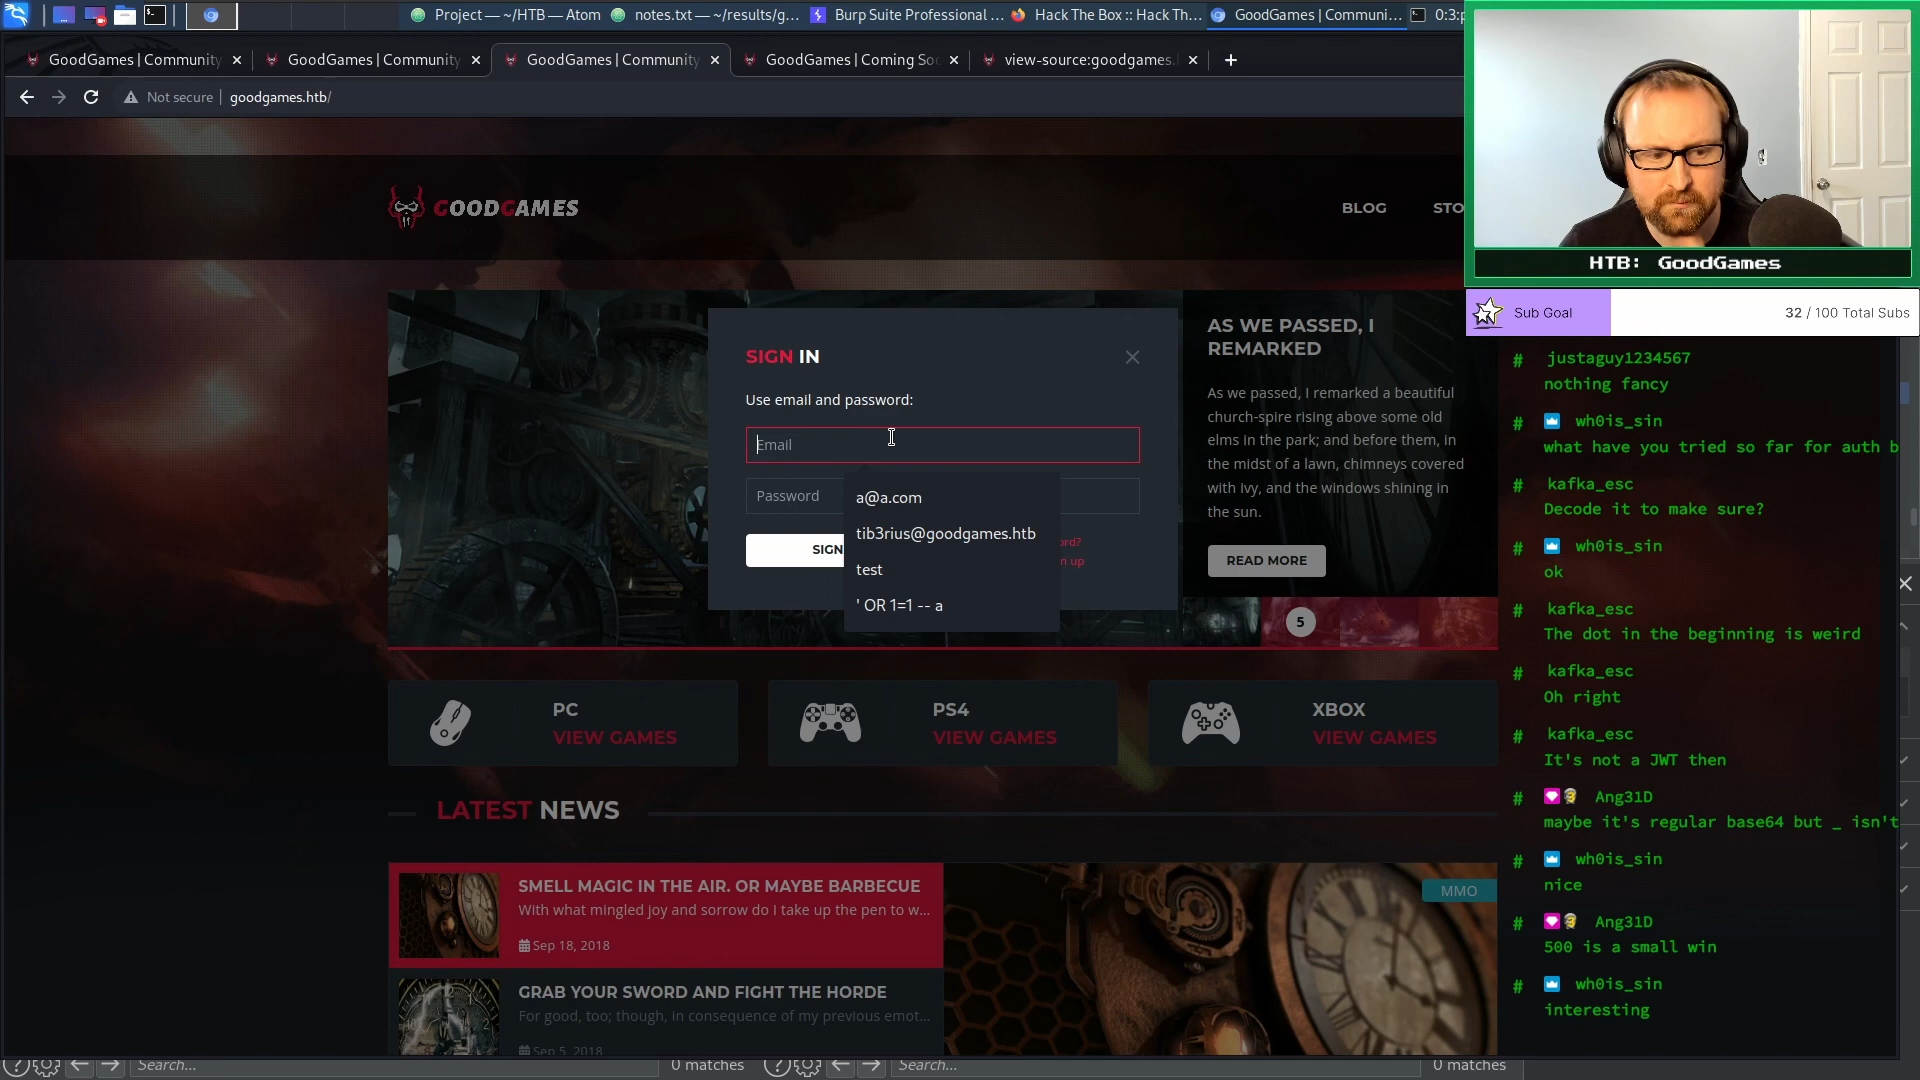 Project — ~/HTB — Atom
notes.txt — ~/results/g...
Burp Suite Professional ...
Hack The Box :: Hack Th...
GoodGames | Communi...
0:3:
GoodGames | Community
GoodGames | Community
GoodGames | Community
GoodGames | Coming Soo
view-source:goodgames.
Not secure
goodgames.htb/
GOODGAMES
BLOG
STO
SIGN IN
Use email and password:
Email
Password
SIGN
rd?
n up
a@a.com
tib3rius@goodgames.htb
test
' OR 1=1 -- a
AS WE PASSED, I
REMARKED
As we passed, I remarked a beautiful
church-spire rising above some old
elms in the park; and before them, in
the midst of a lawn, chimneys covered
with ivy, and the windows shining in
the sun.
READ MORE
5
PC
VIEW GAMES
PS4
VIEW GAMES
XBOX
VIEW GAMES
LATEST NEWS
SMELL MAGIC IN THE AIR. OR MAYBE BARBECUE
With what mingled joy and sorrow do I take up the pen to w...
Sep 18, 2018
GRAB YOUR SWORD AND FIGHT THE HORDE
For good, too; though, in consequence of my previous emot...
Sep 5, 2018
MMO
Search...
0 matches
Search...
0 matches
HTB: GoodGames
Sub Goal
32 / 100 Total Subs
# justaguy1234567
nothing fancy
# wh0is_sin
what have you tried so far for auth b
# kafka_esc
Decode it to make sure?
# wh0is_sin
ok
# kafka_esc
The dot in the beginning is weird
# kafka_esc
Oh right
# kafka_esc
It's not a JWT then
# Ang31D
maybe it's regular base64 but _ isn't
# wh0is_sin
nice
# Ang31D
500 is a small win
# wh0is_sin
interesting